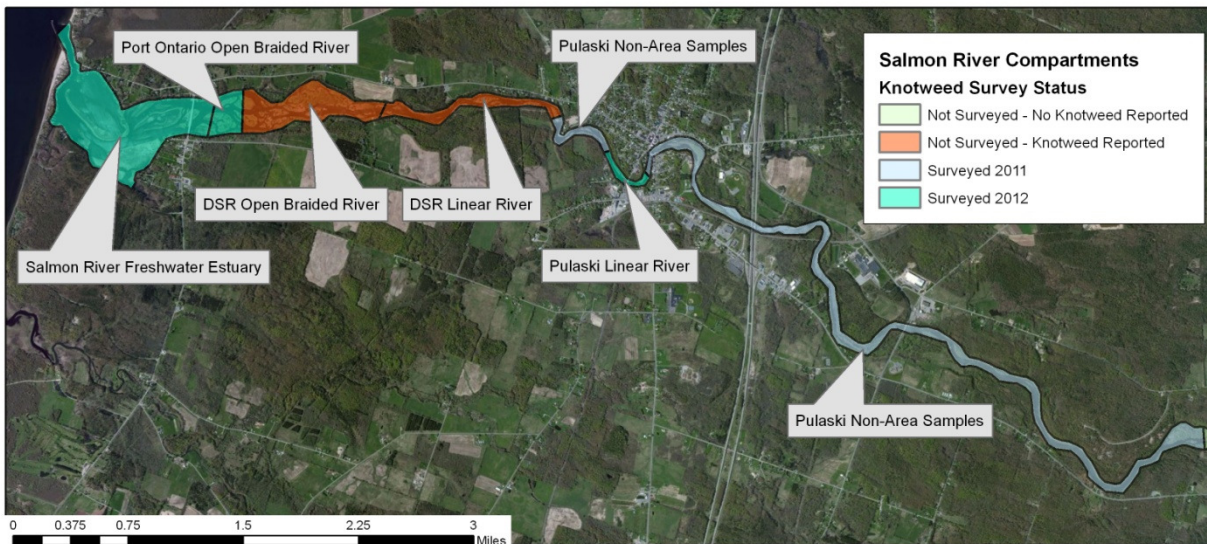 Port Ontario Open Braided River
Pulaski Non-Area Samples
Salmon River Compartments
Knotweed Survey Status
Not Surveyed - No Knotweed Reported
Not Surveyed - Knotweed Reported
Surveyed 2011
Surveyed 2012
DSR Open Braided River
DSR Linear River
Salmon River Freshwater Estuary
Pulaski Linear River
Pulaski Non-Area Samples
0 0.375 0.75 1.5 2.25 3
Miles